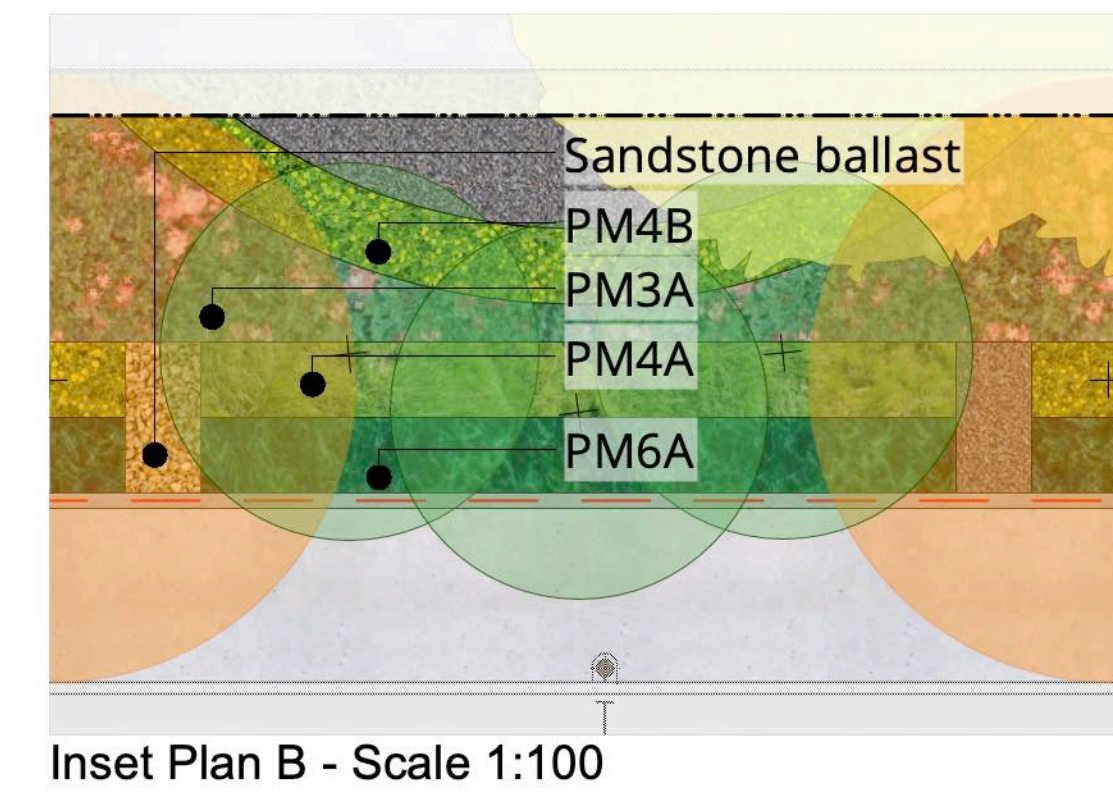 Sandstone ballast
PM4B
PM3A
PM4A
PM6A
Inset Plan B - Scale 1:100